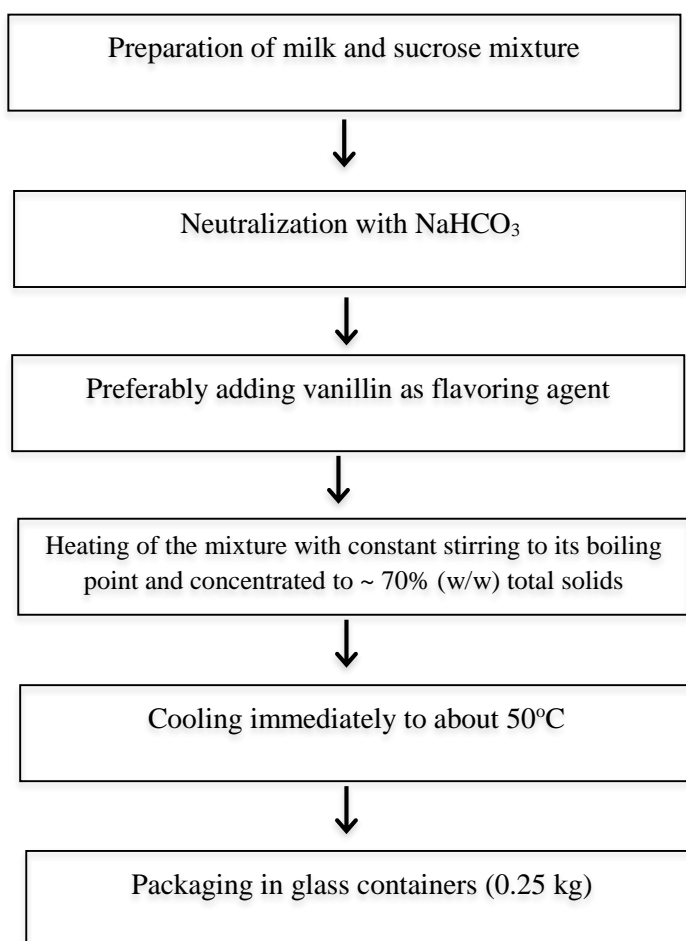 Preparation of milk and sucrose mixture
Neutralization with NaHCO₃
Preferably adding vanillin as flavoring agent
Heating of the mixture with constant stirring to its boiling
point and concentrated to ~ 70% (w/w) total solids
Cooling immediately to about 50ºC
Packaging in glass containers (0.25 kg)